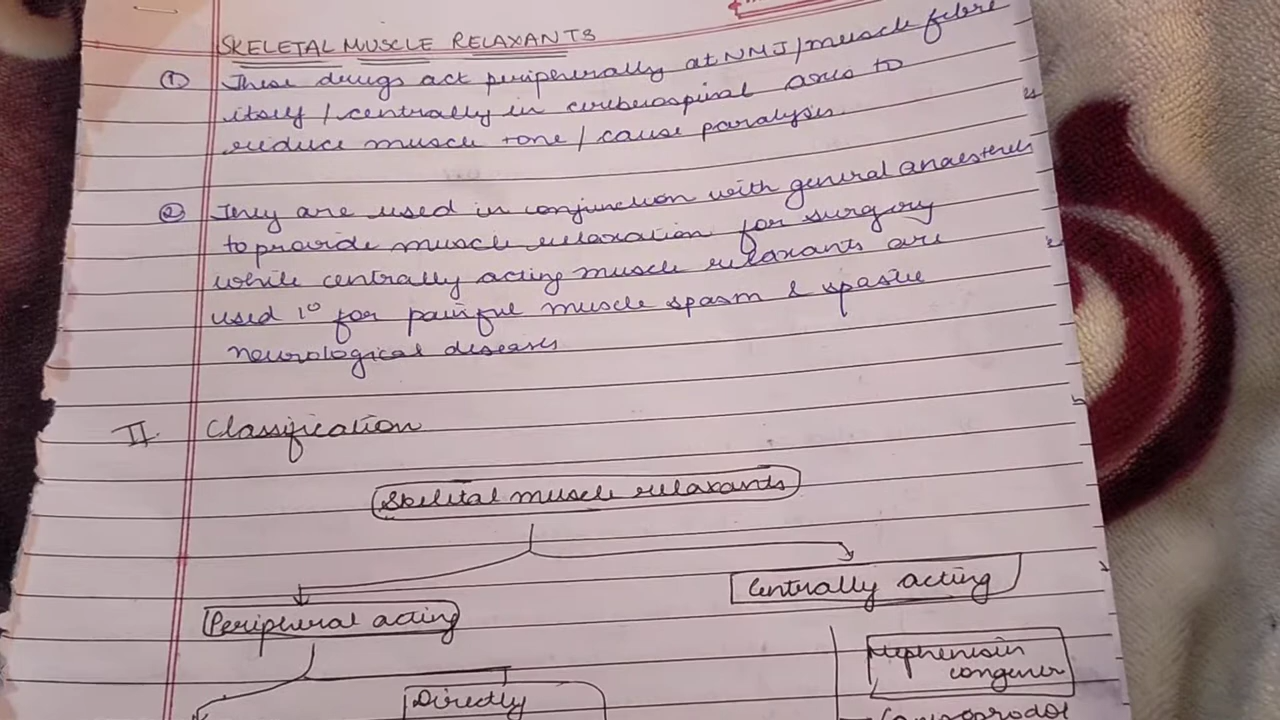 SKELETAL MUSCLE RELAXANTS
① These drugs act peripherally at NMJ/muscle fibre
itself / centrally in cerebrospinal axis to
reduce muscle tone / cause paralysis.
② They are used in conjunction with general anaesthetics
to provide muscle relaxation for surgery
while centrally acting muscle relaxants are
used 1° for painful muscle spasm & spastic
neurological diseases
II. Classification
Skeletal muscle relaxants
Centrally acting
Peripheral acting
Mephenisin
congener
Directly
Carisoprodol